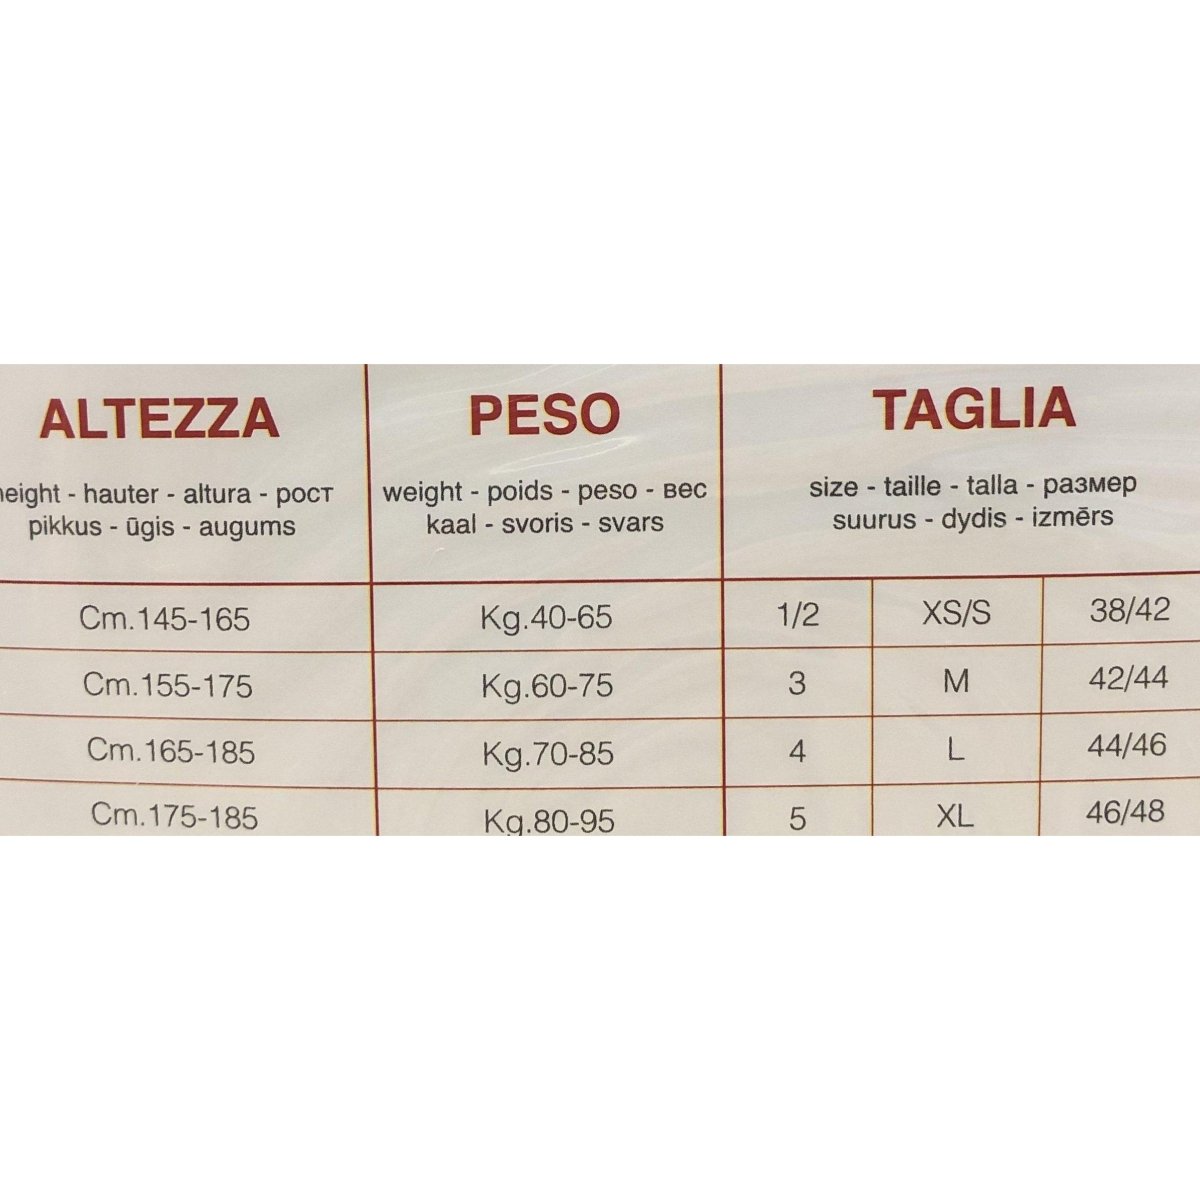 ALTEZZA PESO TAGLIA
height - hauter - altura - рост weight - poids - peso - вес size - taille - talla - размер
pikkus - ūgis - augums kaal - svoris - svars suurus - dydis - izmērs
Cm.145-165 Kg.40-65 1/2 XS/S 38/42
Cm.155-175 Kg.60-75 3 M 42/44
Cm.165-185 Kg.70-85 4 L 44/46
Cm.175-185 Kg.80-95 5 XL 46/48